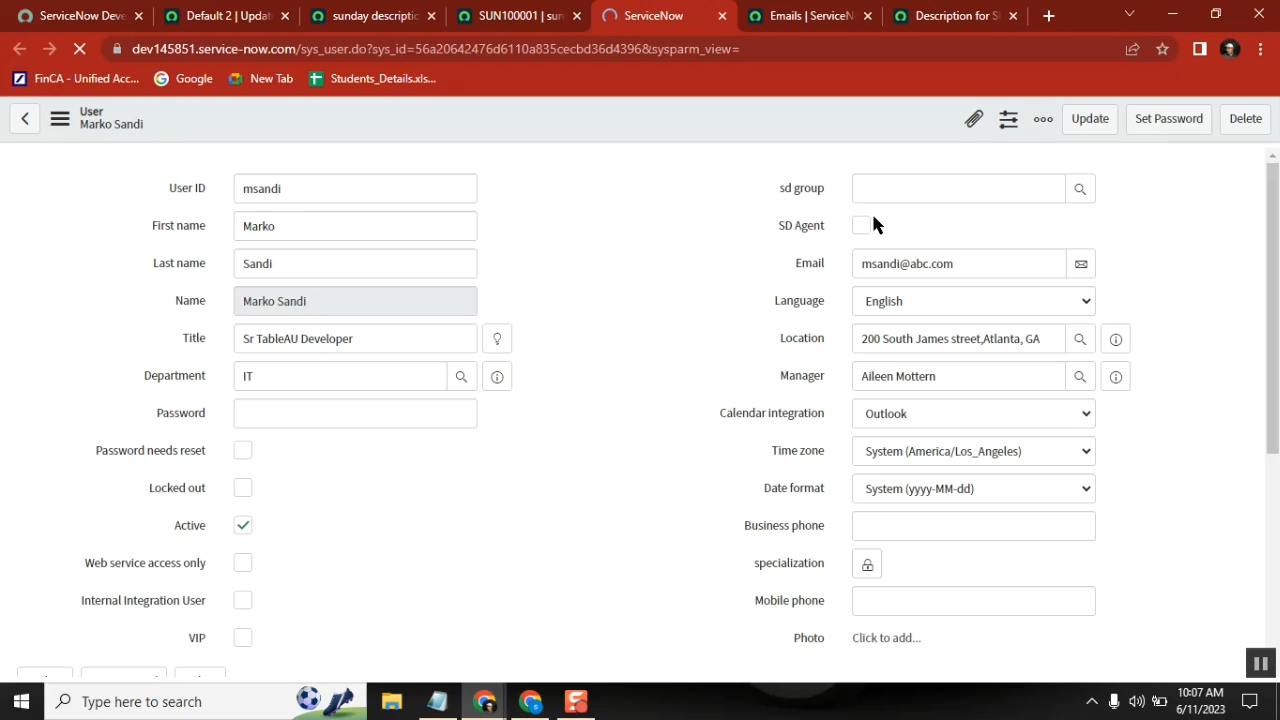 ServiceNow Deve
Default 2 | Updat
sunday descriptic
SUN100001 | sun
ServiceNow
Emails | ServiceN
Description for S
dev145851.service-now.com/sys_user.do?sys_id=56a20642476d6110a835cecbd36d4396&sysparm_view=
FinCA - Unified Acc...
Google
New Tab
Students_Details.xls...
User
Marko Sandi
Update
Set Password
Delete
User ID
msandi
sd group
First name
Marko
SD Agent
Last name
Sandi
Email
msandi@abc.com
Name
Marko Sandi
Language
English
Title
Sr TableAU Developer
Location
200 South James street,Atlanta, GA
Department
IT
Manager
Aileen Mottern
Password
Calendar integration
Outlook
Password needs reset
Time zone
System (America/Los_Angeles)
Locked out
Date format
System (yyyy-MM-dd)
Active
Business phone
Web service access only
specialization
Internal Integration User
Mobile phone
VIP
Photo
Click to add...
Type here to search
10:07 AM
6/11/2023